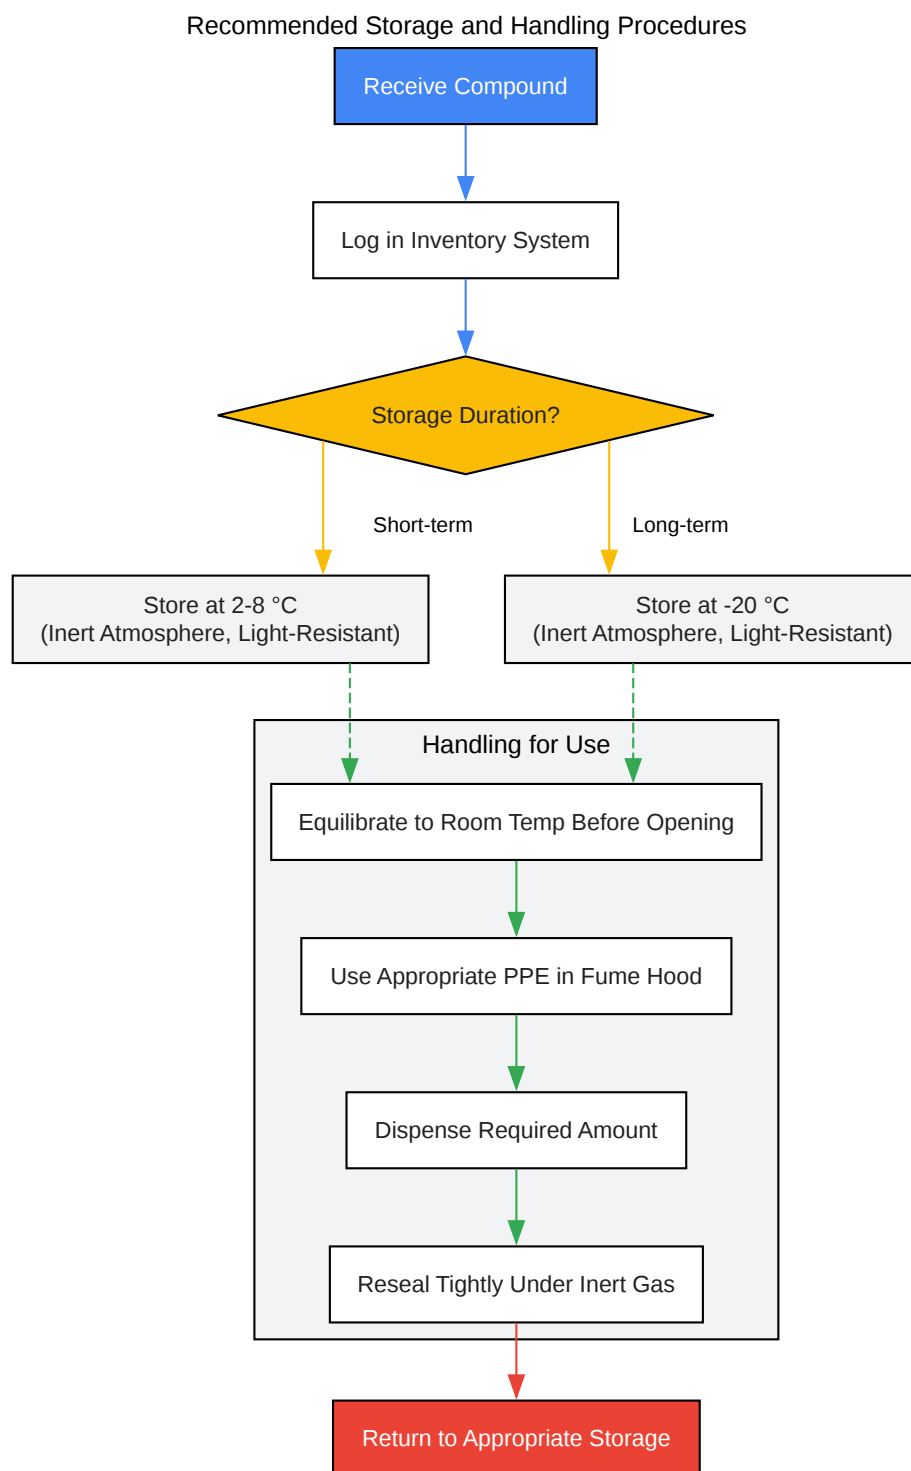 Recommended Storage and Handling Procedures
Receive Compound
Log in Inventory System
Storage Duration?
Short-term
Long-term
Store at 2-8 °C
(Inert Atmosphere, Light-Resistant)
Store at -20 °C
(Inert Atmosphere, Light-Resistant)
Handling for Use
Equilibrate to Room Temp Before Opening
Use Appropriate PPE in Fume Hood
Dispense Required Amount
Reseal Tightly Under Inert Gas
Return to Appropriate Storage